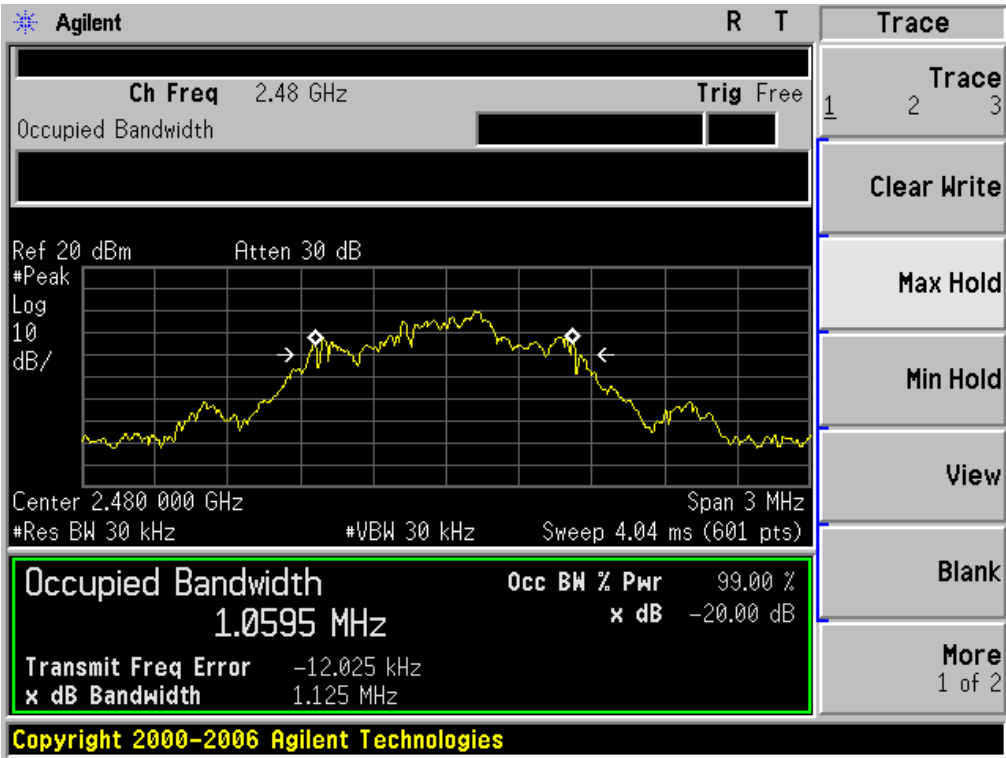 Agilent R T Trace
Ch Freq 2.48 GHz Trig Free
Occupied Bandwidth
Trace
1 2 3
Clear Write
Ref 20 dBm Atten 30 dB
#Peak
Log
10
dB/
Max Hold
Min Hold
View
Center 2.480 000 GHz Span 3 MHz
#Res BW 30 kHz #VBW 30 kHz Sweep 4.04 ms (601 pts)
Occupied Bandwidth Occ BW % Pwr 99.00 %
1.0595 MHz x dB -20.00 dB
Blank
Transmit Freq Error -12.025 kHz
x dB Bandwidth 1.125 MHz
More
1 of 2
Copyright 2000-2006 Agilent Technologies